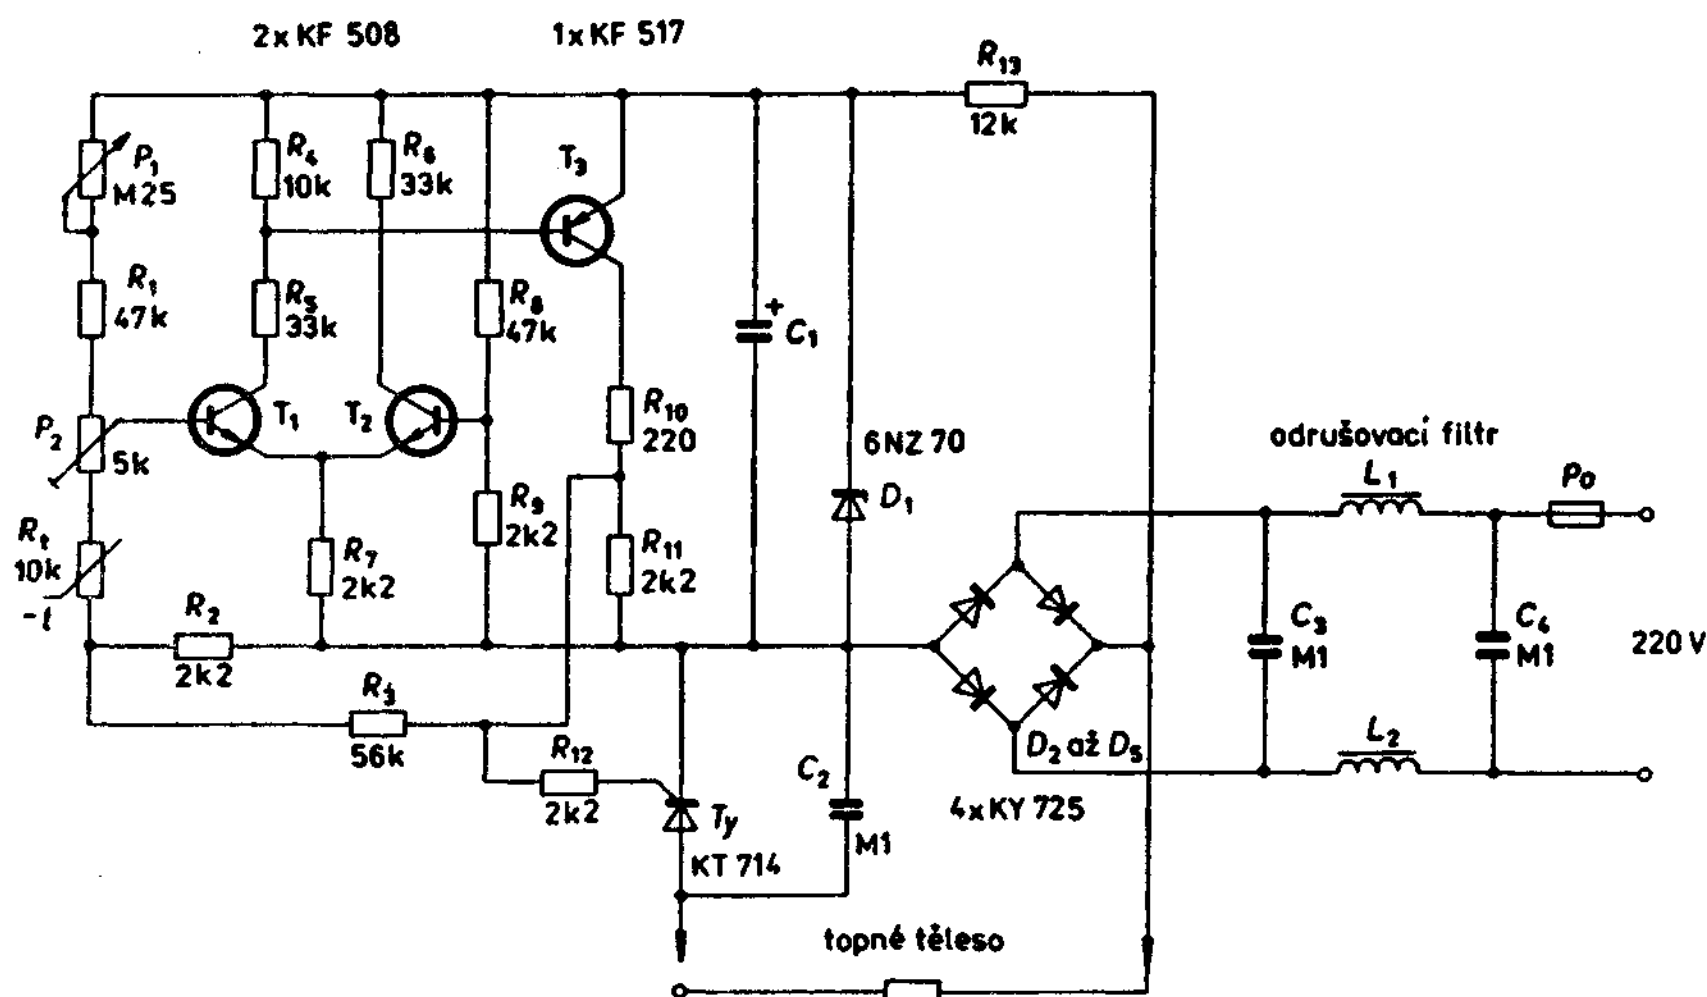 2x KF 508
1x KF 517
R13
12k
P1
M25
R4
10k
R6
33k
T3
R1
47k
R5
33k
R8
47k
+
C1
P2
5k
T1
T2
R10
220
6NZ 70
D1
odrušovací filtr
L1
Po
Rt
10k
-t
R7
2k2
R9
2k2
R11
2k2
R2
2k2
C3
M1
C4
M1
220 V
R3
56k
R12
2k2
C2
M1
D2 až D5
L2
4x KY 725
Ty
KT 714
topné těleso